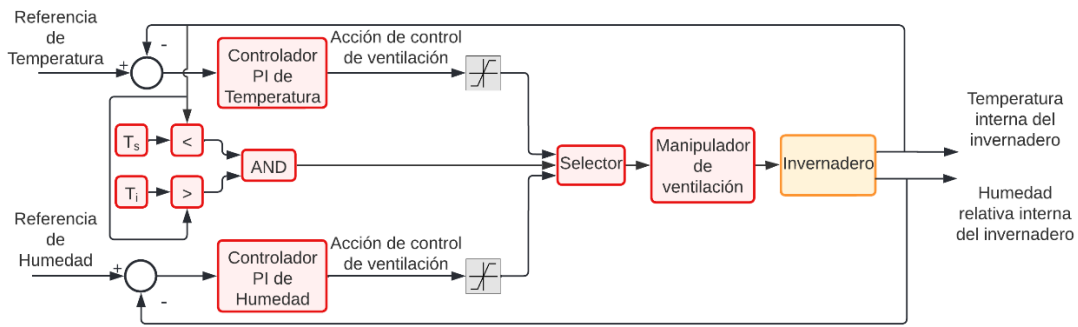 Referencia
de
Temperatura
-
+
Controlador
PI de
Temperatura
Acción de control
de ventilación
Ts
<
AND
Ti
>
Selector
Manipulador
de
ventilación
Invernadero
Temperatura
interna del
invernadero
Humedad
relativa interna
del invernadero
Referencia
de
Humedad
+
-
Controlador
PI de
Humedad
Acción de control
de ventilación